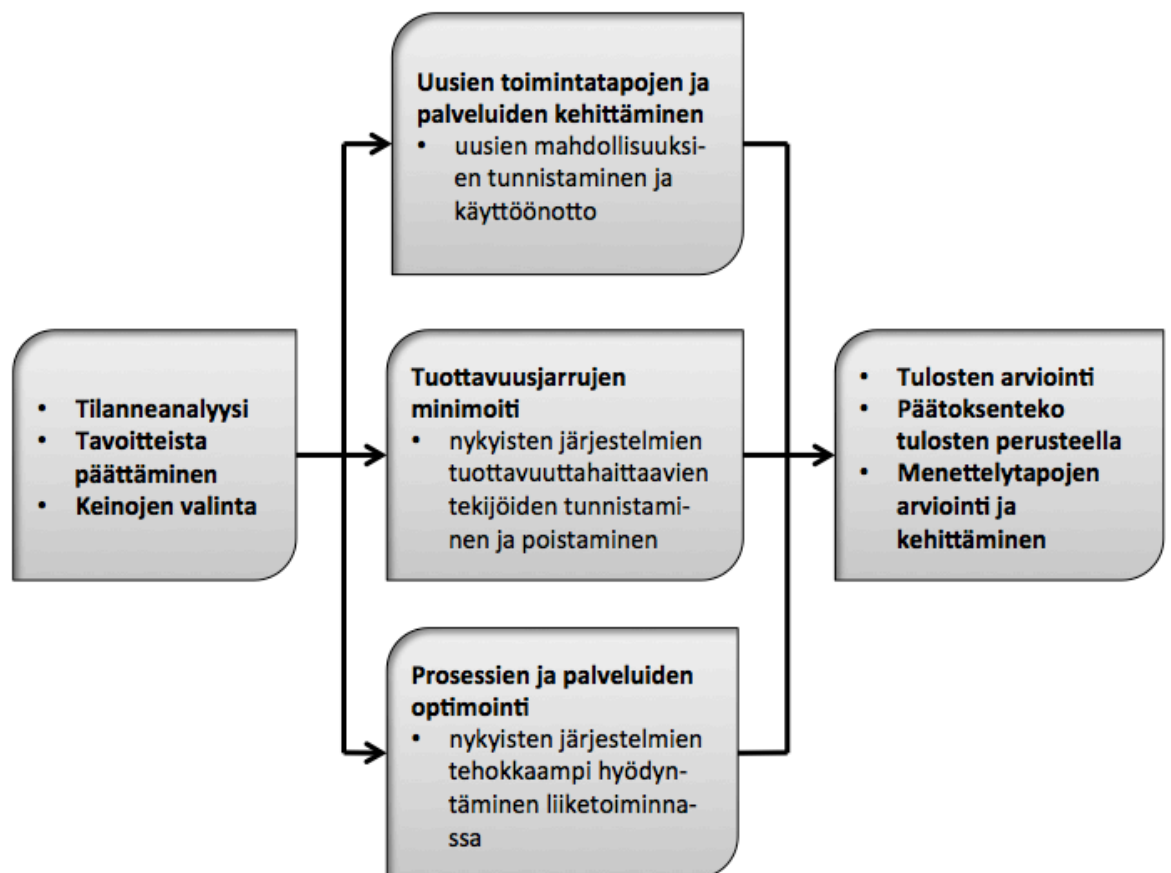 Uusien toimintatapojen ja
palveluiden kehittäminen
• uusien mahdollisuuksi-
en tunnistaminen ja
käyttöönotto
• Tilanneanalyysi
• Tavoitteista
päättäminen
• Keinojen valinta
Tuottavuusjarrujen
minimoiti
• nykyisten järjestelmien
tuottavuuttahaittaavien
tekijöiden tunnistami-
nen ja poistaminen
Prosessien ja palveluiden
optimointi
• nykyisten järjestelmien
tehokkaampi hyödyn-
täminen liiketoiminna-
ssa
• Tulosten arviointi
• Päätoksenteko
tulosten perusteella
• Menettelytapojen
arviointi ja
kehittäminen